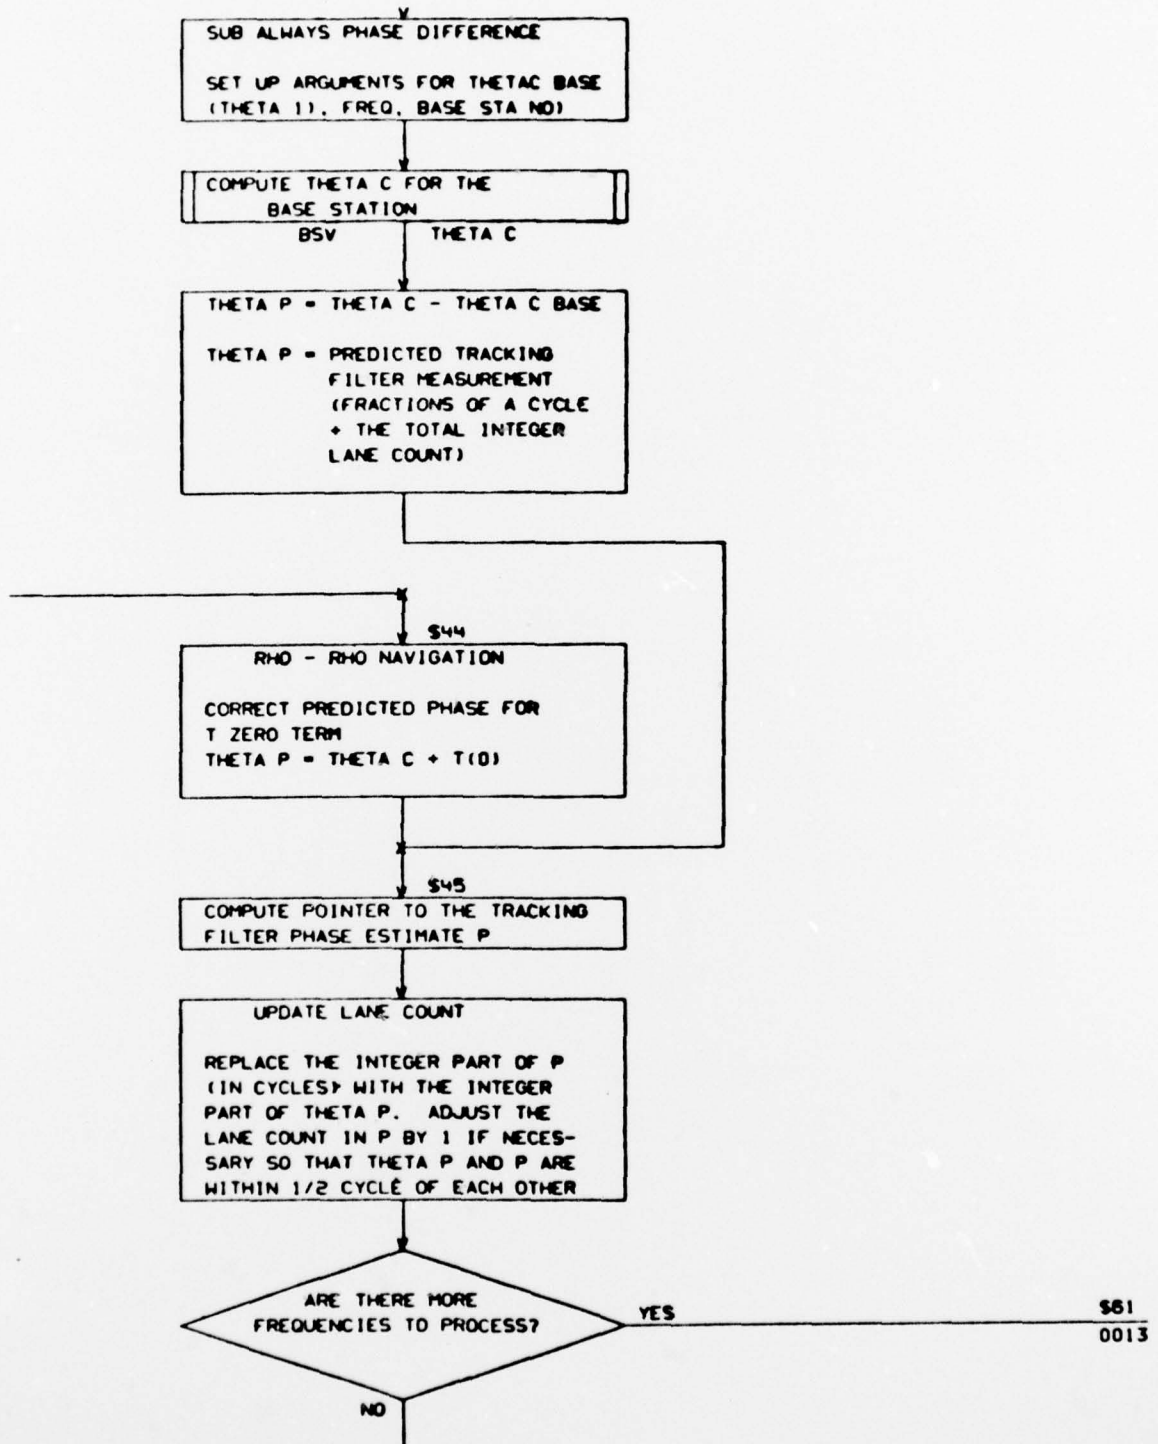 SUB ALWAYS PHASE DIFFERENCE
SET UP ARGUMENTS FOR THETAC BASE
(THETA 1), FREQ, BASE STA NO)
COMPUTE THETA C FOR THE
BASE STATION
BSV THETA C
THETA P = THETA C - THETA C BASE
THETA P = PREDICTED TRACKING
FILTER MEASUREMENT
(FRACTIONS OF A CYCLE
+ THE TOTAL INTEGER
LANE COUNT)
$44
RHO - RHO NAVIGATION
CORRECT PREDICTED PHASE FOR
T ZERO TERM
THETA P = THETA C + T(0)
$45
COMPUTE POINTER TO THE TRACKING
FILTER PHASE ESTIMATE P
UPDATE LANE COUNT
REPLACE THE INTEGER PART OF P
(IN CYCLES) WITH THE INTEGER
PART OF THETA P. ADJUST THE
LANE COUNT IN P BY 1 IF NECES-
SARY SO THAT THETA P AND P ARE
WITHIN 1/2 CYCLE OF EACH OTHER
ARE THERE MORE
FREQUENCIES TO PROCESS?
YES
$61
0013
NO